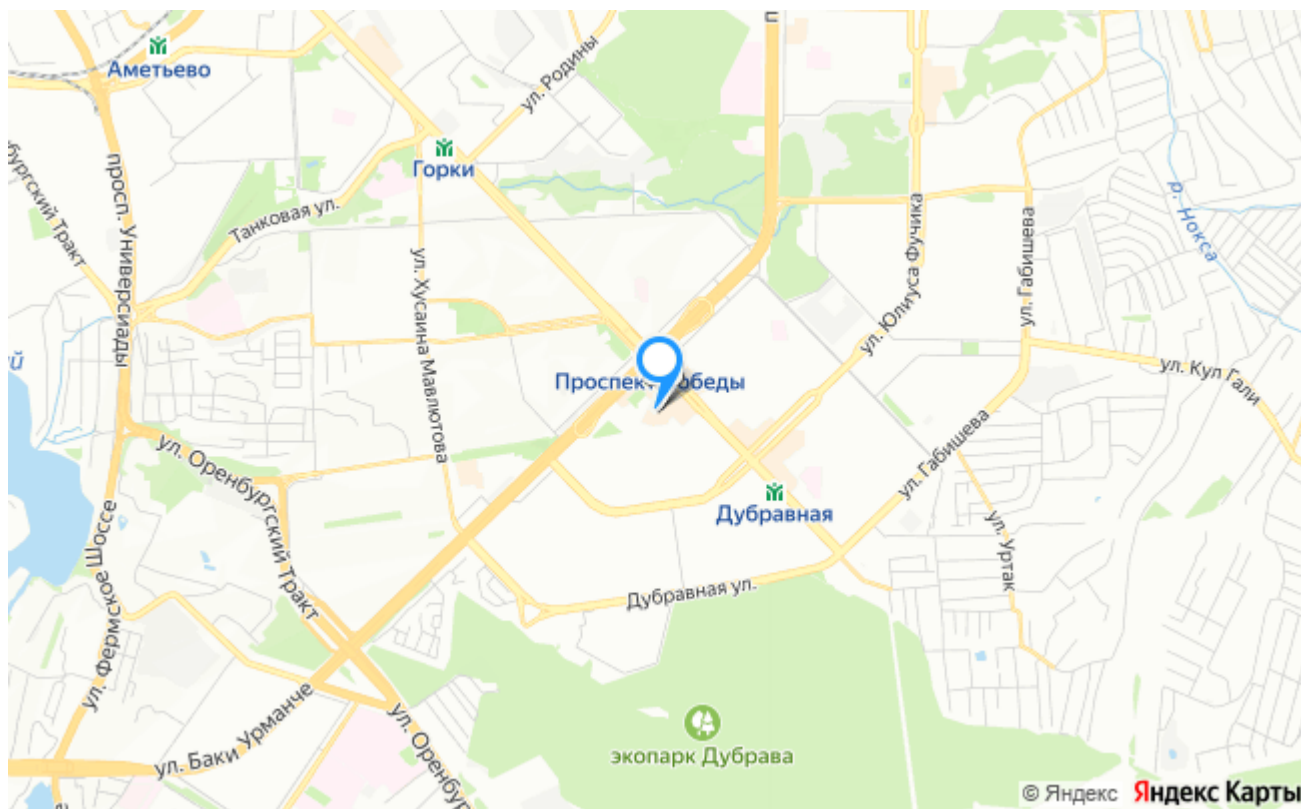 Аметьево
ул. Родины
Горки
Танковая ул.
просп. Универсиады
бургский Тракт
ул. Хусаина Мавлютова
ул. Юлиуса Фучика
ул. Габишева
р. Нокса
ул. Кул Гали
Проспект Победы
ул. Габишева
ул. Оренбургский Тракт
Дубравная
ул. Уртак
Дубравная ул.
ул. Фермское Шоссе
ул. Баки Урманче
ул. Оренбур
экопарк Дубрава
© Яндекс Яндекс Карты